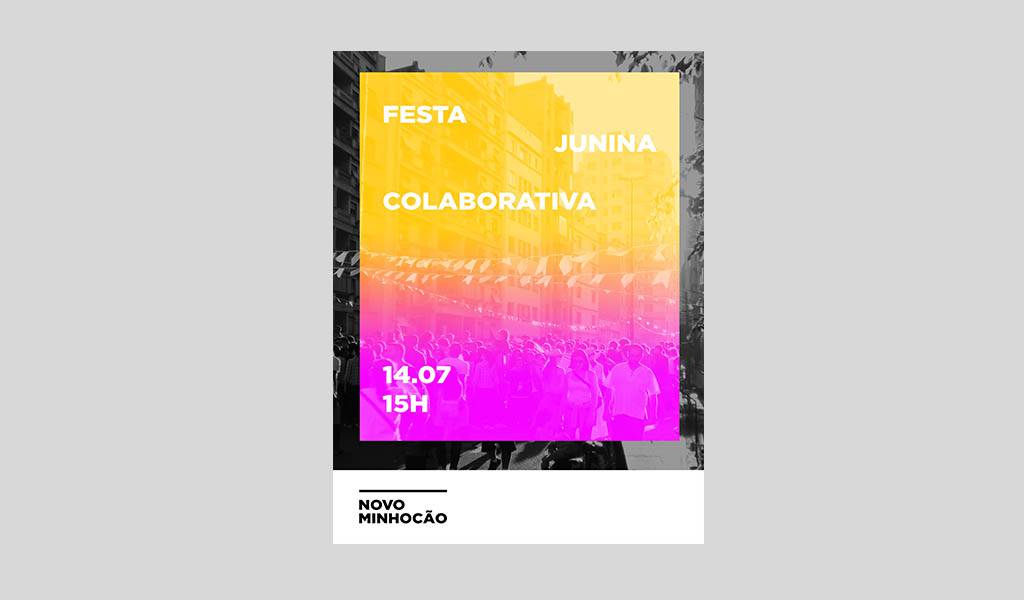 FESTA
JUNINA
COLABORATIVA
14.07
15H
NOVO
MINHOCÃO